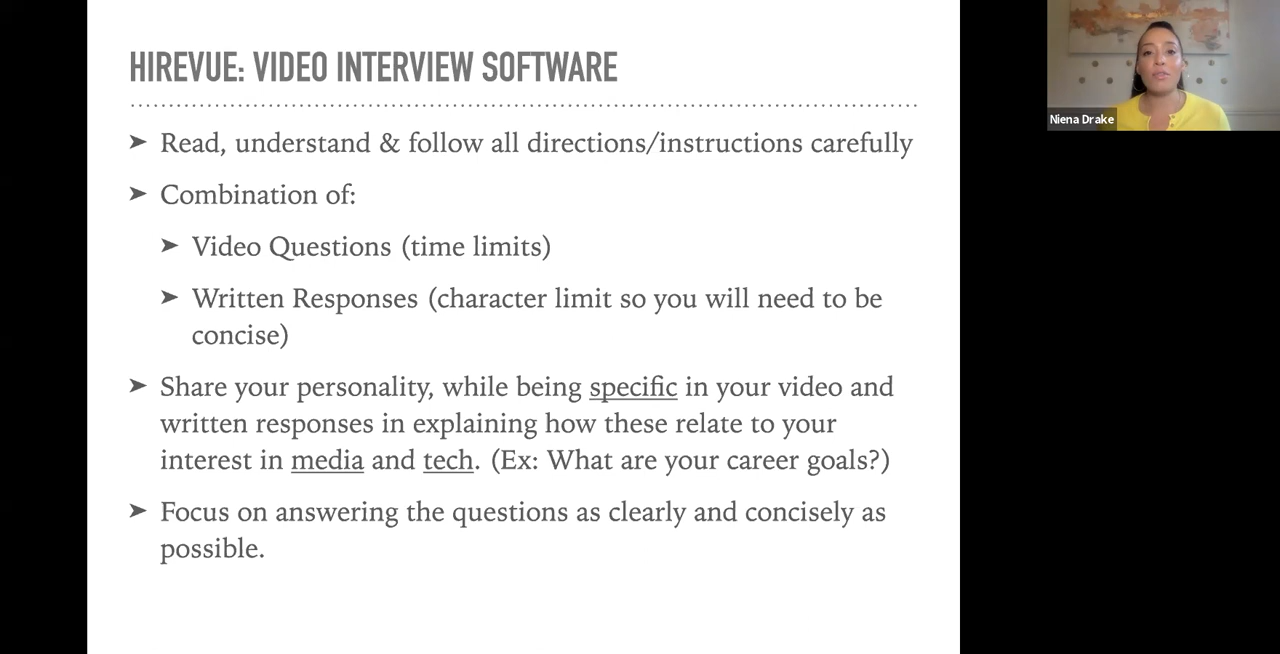 HIREVUE: VIDEO INTERVIEW SOFTWARE
➤ Read, understand & follow all directions/instructions carefully
➤ Combination of:
➤ Video Questions (time limits)
➤ Written Responses (character limit so you will need to be
concise)
➤ Share your personality, while being specific in your video and
written responses in explaining how these relate to your
interest in media and tech. (Ex: What are your career goals?)
➤ Focus on answering the questions as clearly and concisely as
possible.
Niena Drake